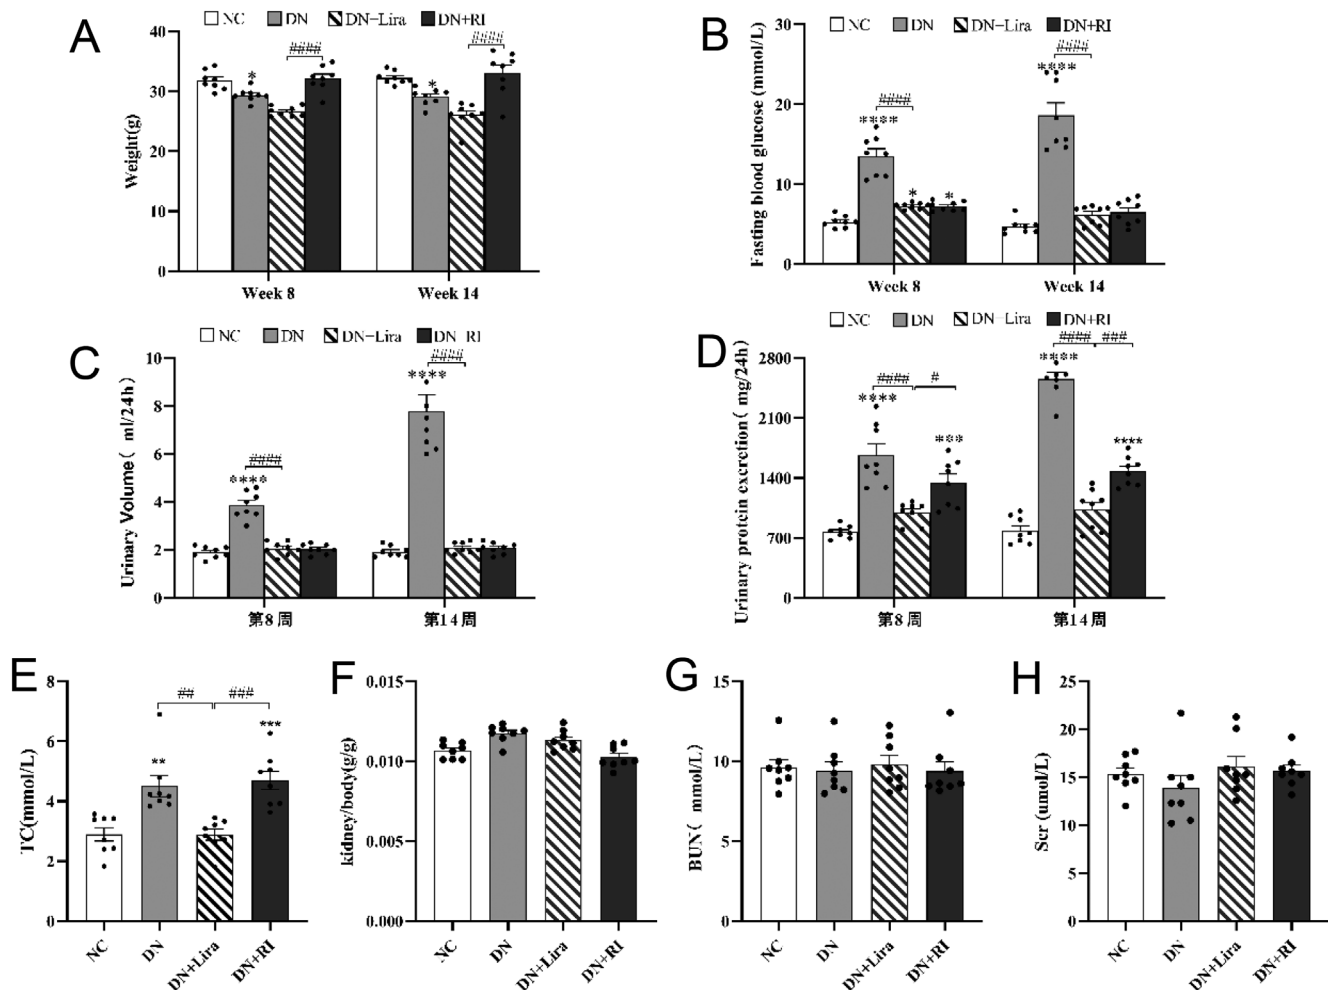 A
NC DN DN−Lira DN+RI
Weight(g)
40
30
20
10
0
*
####
*
####
Week 8 Week 14
B
NC DN DN−Lira DN+RI
Fasting blood glucose (mmol/L)
30
20
10
0
****
####
*
*
****
####
Week 8 Week 14
C
NC DN DN−Lira DN RI
Urinary Volume( ml/24h)
10
8
6
4
2
0
****
####
****
####
第8周 第14周
D
NC DN DN−Lira DN+RI
Urinary protein excretion( mg/24h)
2800
2100
1400
700
0
****
####
#
***
****
####
###
****
第8周 第14周
E
TC(mmol/L)
8
6
4
2
0
##
###
**
***
NC DN DN+Lira DN+RI
F
kidney/body(g/g)
0.015
0.010
0.005
0.000
NC DN DN+Lira DN+RI
G
BUN( mmol/L)
15
10
5
0
NC DN DN+Lira DN+RI
H
Scr (umol/L)
25
20
15
10
5
0
NC DN DN+Lira DN+RI